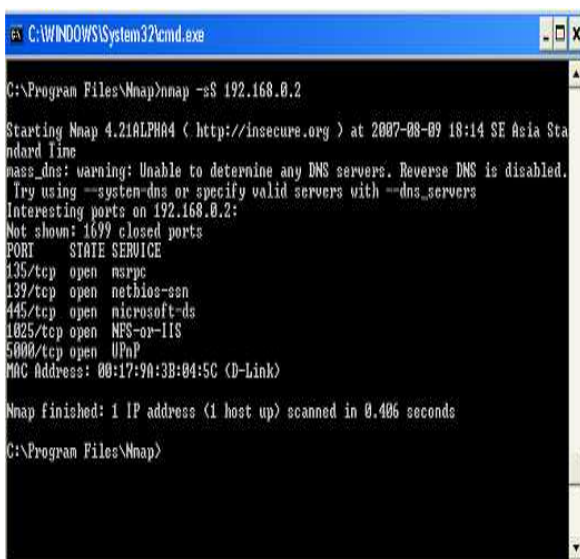 C:\WINDOWS\System32\cmd.exe
C:\Program Files\Nmap>nmap -sS 192.168.0.2
Starting Nmap 4.21ALPHA4 ( http://insecure.org ) at 2007-08-09 18:14 SE Asia Sta
ndard Time
mass_dns: warning: Unable to determine any DNS servers. Reverse DNS is disabled.
Try using --system-dns or specify valid servers with --dns_servers
Interesting ports on 192.168.0.2:
Not shown: 1699 closed ports
PORT STATE SERVICE
135/tcp open msrpc
139/tcp open netbios-ssn
445/tcp open microsoft-ds
1025/tcp open NFS-or-IIS
5000/tcp open UPnP
MAC Address: 00:17:9A:3B:04:5C (D-Link)
Nmap finished: 1 IP address (1 host up) scanned in 0.406 seconds
C:\Program Files\Nmap>